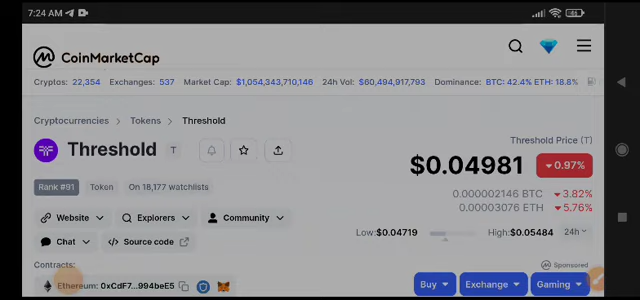 7:24 AM
CoinMarketCap
Cryptos: 22,354 Exchanges: 537 Market Cap: $1,054,343,710,146 24h Vol: $60,494,917,793 Dominance: BTC: 42.4% ETH: 18.8%
Cryptocurrencies > Tokens > Threshold
Threshold Price (T)
Threshold T
$0.04981 0.97%
Rank #91 Token On 18,177 watchlists
0.000002146 BTC 3.82%
0.00003076 ETH 5.76%
Website Explorers Community
Low:$0.04719 High:$0.05484 24h
Chat Source code
Sponsored
Contracts:
Ethereum: 0xCdF7...994beE5
Buy Exchange Gaming